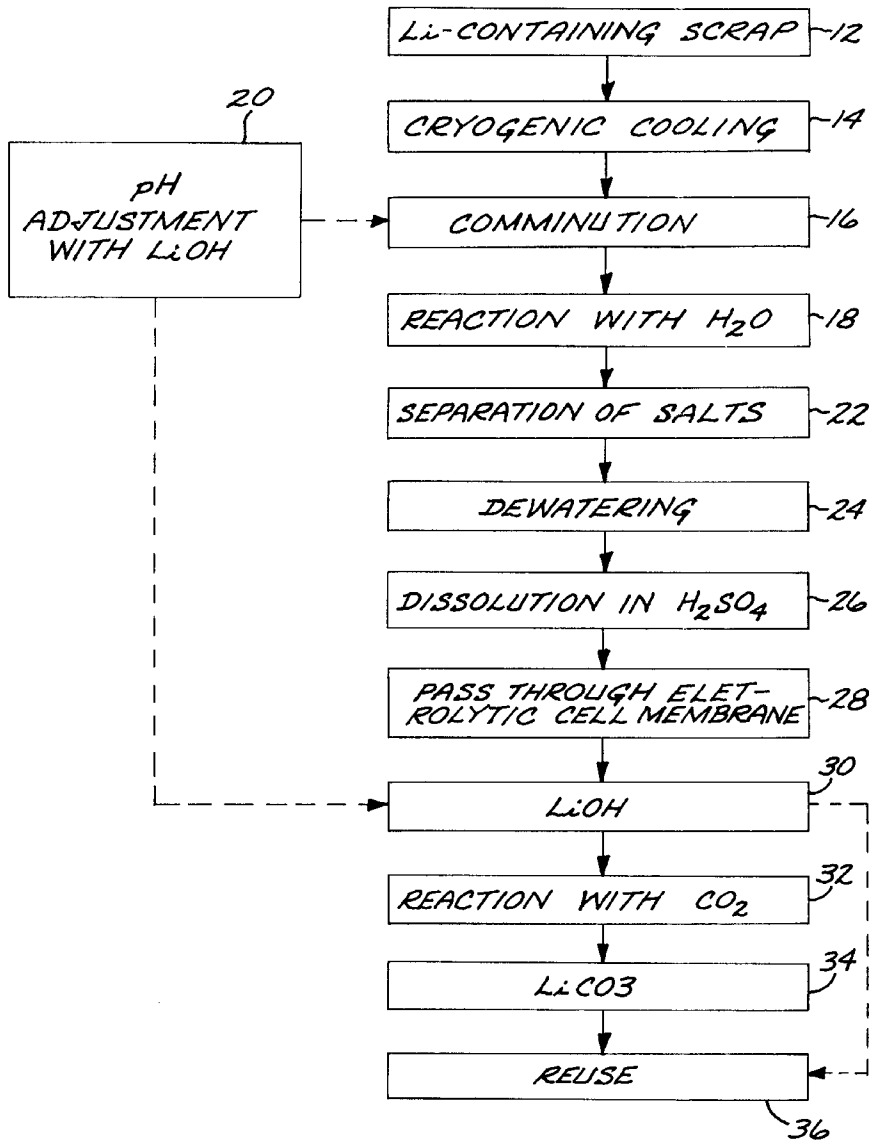 Li-CONTAINING SCRAP
12
CRYOGENIC COOLING
14
20
pH
ADJUSTMENT
WITH LiOH
COMMINUTION
16
REACTION WITH H2O
18
SEPARATION OF SALTS
22
DEWATERING
24
DISSOLUTION IN H2SO4
26
PASS THROUGH ELET-
ROLYTIC CELL MEMBRANE
28
30
LiOH
32
REACTION WITH CO2
34
LiCO3
REUSE
36